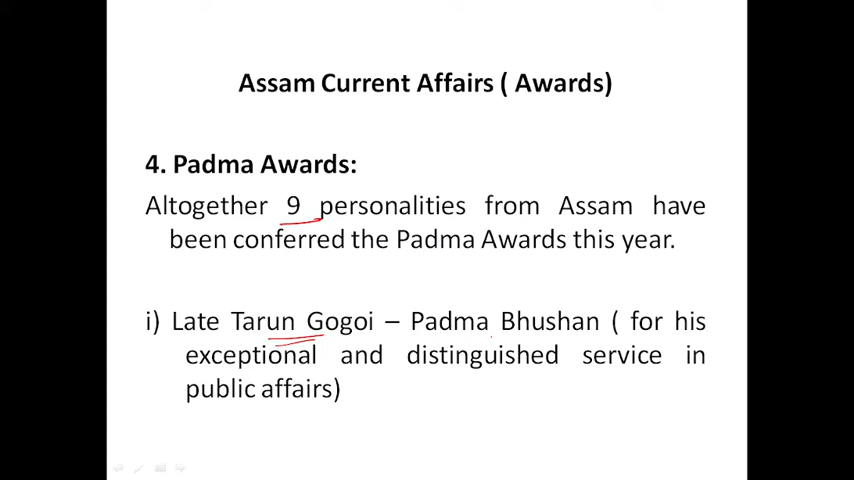 Assam Current Affairs ( Awards)
4. Padma Awards:
Altogether 9 personalities from Assam have
been conferred the Padma Awards this year.
i) Late Tarun Gogoi – Padma Bhushan ( for his
exceptional and distinguished service in
public affairs)